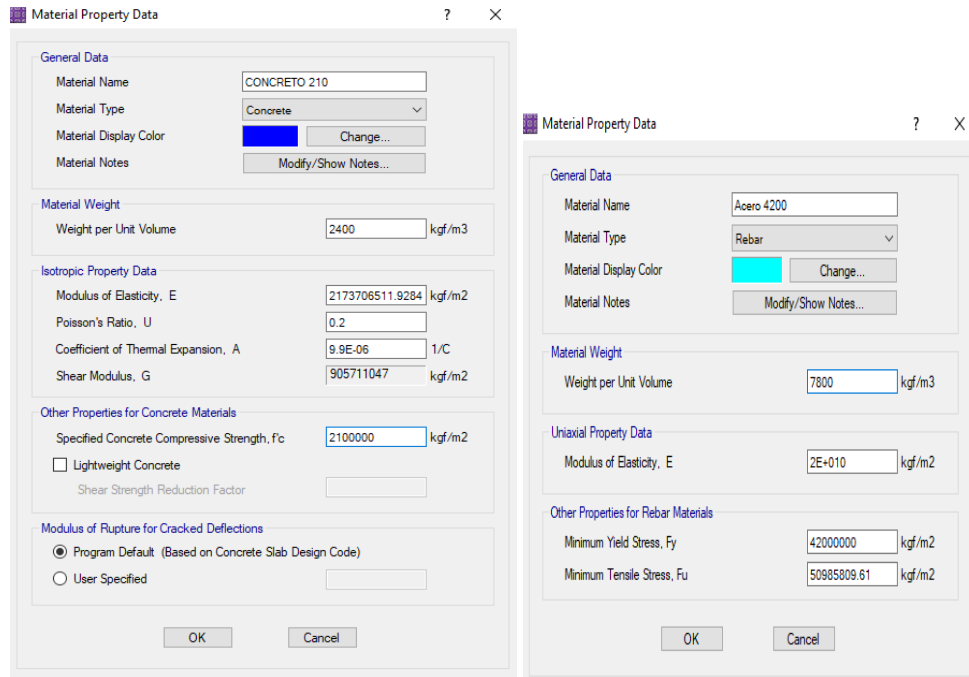 Material Property Data ? X
General Data
Material Name CONCRETO 210
Material Type Concrete
Material Display Color Change...
Material Notes Modify/Show Notes...
Material Weight
Weight per Unit Volume 2400 kgf/m3
Isotropic Property Data
Modulus of Elasticity, E 2173706511.9284 kgf/m2
Poisson's Ratio, U 0.2
Coefficient of Thermal Expansion, A 9.9E-06 1/C
Shear Modulus, G 905711047 kgf/m2
Other Properties for Concrete Materials
Specified Concrete Compressive Strength, f'c 2100000 kgf/m2
Lightweight Concrete
Shear Strength Reduction Factor
Modulus of Rupture for Cracked Deflections
Program Default (Based on Concrete Slab Design Code)
User Specified
OK Cancel
Material Property Data ? X
General Data
Material Name Acero 4200
Material Type Rebar
Material Display Color Change...
Material Notes Modify/Show Notes...
Material Weight
Weight per Unit Volume 7800 kgf/m3
Uniaxial Property Data
Modulus of Elasticity, E 2E+010 kgf/m2
Other Properties for Rebar Materials
Minimum Yield Stress, Fy 42000000 kgf/m2
Minimum Tensile Stress, Fu 50985809.61 kgf/m2
OK Cancel